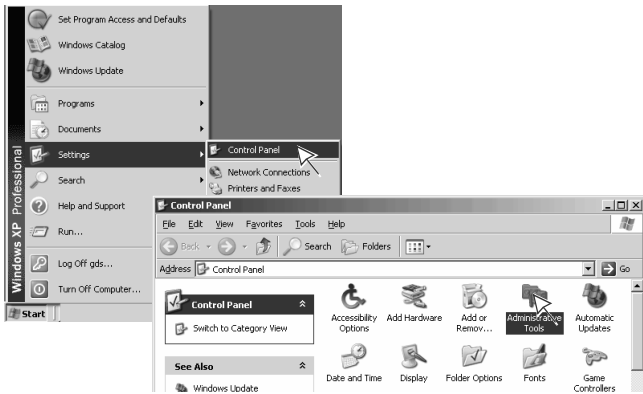 Set Program Access and Defaults
Windows Catalog
Windows Update
Programs
Documents
Settings
Search
Help and Support
Run...
Log Off gds...
Turn Off Computer...
Windows XP Professional
Start
Control Panel
Network Connections
Printers and Faxes
Control Panel
File Edit View Favorites Tools Help
Back Search Folders
Address Control Panel Go
Control Panel
Switch to Category View
See Also
Windows Update
Accessibility
Options
Add Hardware
Add or
Remov...
Administrative
Tools
Automatic
Updates
Date and Time
Display
Folder Options
Fonts
Game
Controllers